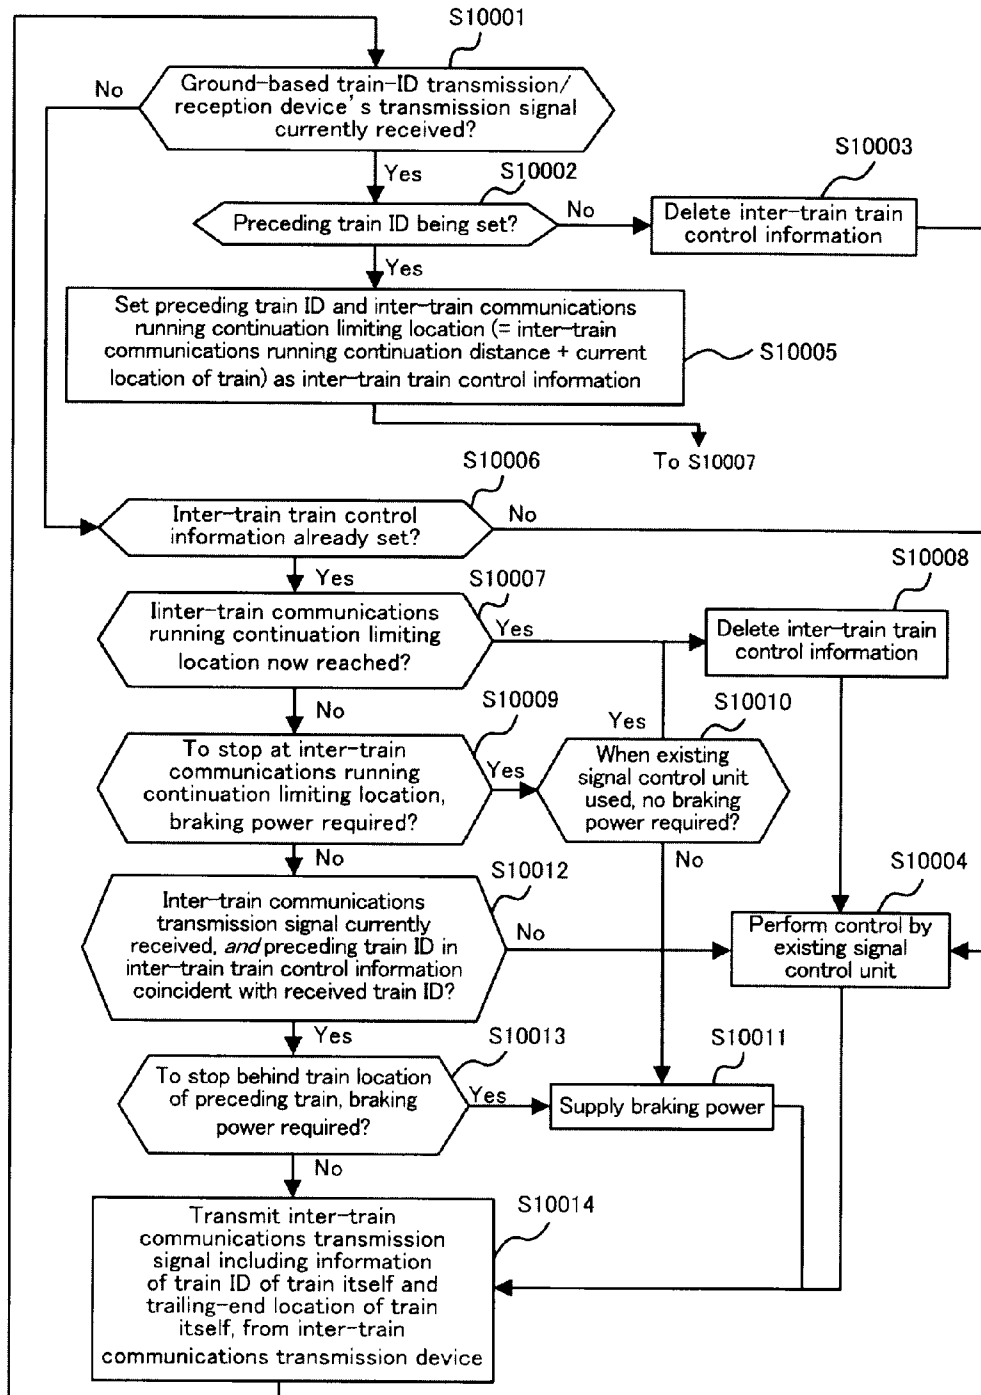 S10001
No
Ground-based train-ID transmission/
reception device's transmission signal
currently received?
Yes
S10002
S10003
Preceding train ID being set?
No
Delete inter-train train
control information
Yes
Set preceding train ID and inter-train communications
running continuation limiting location (= inter-train
communications running continuation distance + current
location of train) as inter-train train control information
S10005
To S10007
S10006
Inter-train train control
information already set?
No
Yes
S10007
S10008
Iinter-train communications
running continuation limiting
location now reached?
Yes
Delete inter-train train
control information
No
S10009
S10010
Yes
To stop at inter-train
communications running
continuation limiting location,
braking power required?
Yes
When existing
signal control unit
used, no braking
power required?
No
No
S10012
S10004
Inter-train communications
transmission signal currently
received, and preceding train ID in
inter-train train control information
coincident with received train ID?
No
Perform control by
existing signal
control unit
Yes
S10013
S10011
To stop behind train location
of preceding train, braking
power required?
Yes
Supply braking power
No
S10014
Transmit inter-train
communications transmission
signal including information
of train ID of train itself and
trailing-end location of train
itself, from inter-train
communications transmission device